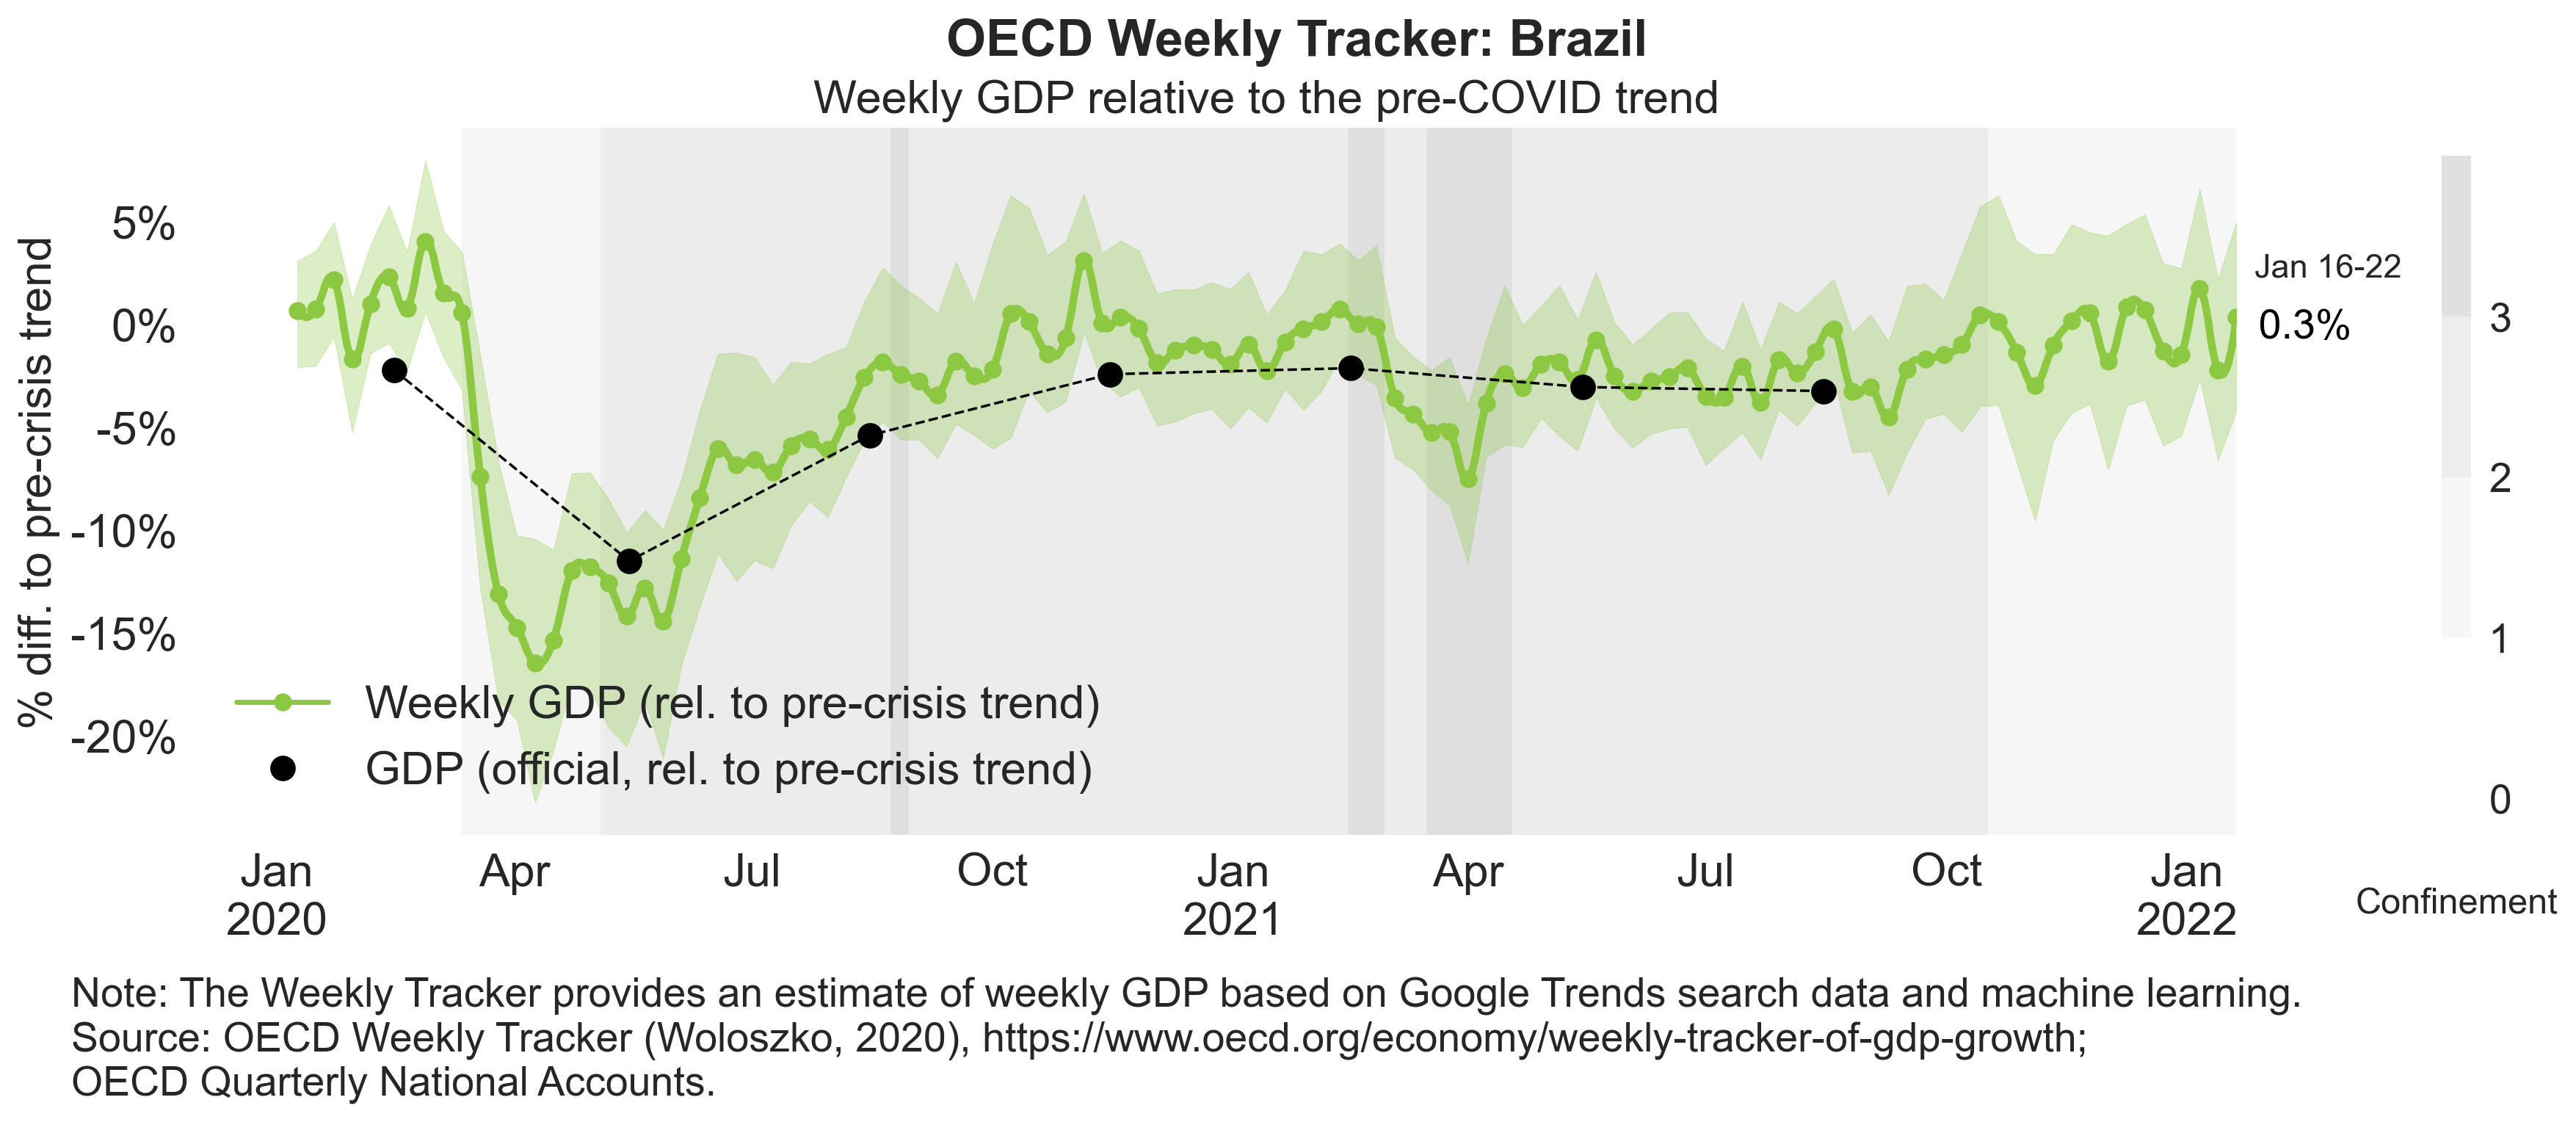 OECD Weekly Tracker: Brazil
Weekly GDP relative to the pre-COVID trend
% diff. to pre-crisis trend
5%
0%
-5%
-10%
-15%
-20%
Weekly GDP (rel. to pre-crisis trend)
GDP (official, rel. to pre-crisis trend)
Jan 16-22
0.3%
3
2
1
0
Confinement
Jan Apr Jul Oct Jan Apr Jul Oct Jan
2020 2021 2022
Note: The Weekly Tracker provides an estimate of weekly GDP based on Google Trends search data and machine learning.
Source: OECD Weekly Tracker (Woloszko, 2020), https://www.oecd.org/economy/weekly-tracker-of-gdp-growth;
OECD Quarterly National Accounts.